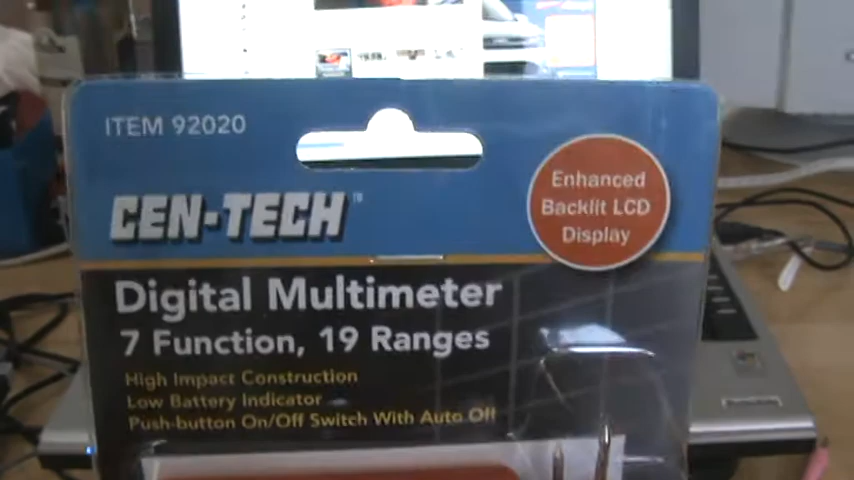 ITEM 92020
CEN-TECH™
Enhanced
Backlit LCD
Display
Digital Multimeter
7 Function, 19 Ranges
High Impact Construction
Low Battery Indicator
Push-button On/Off Switch With Auto Off